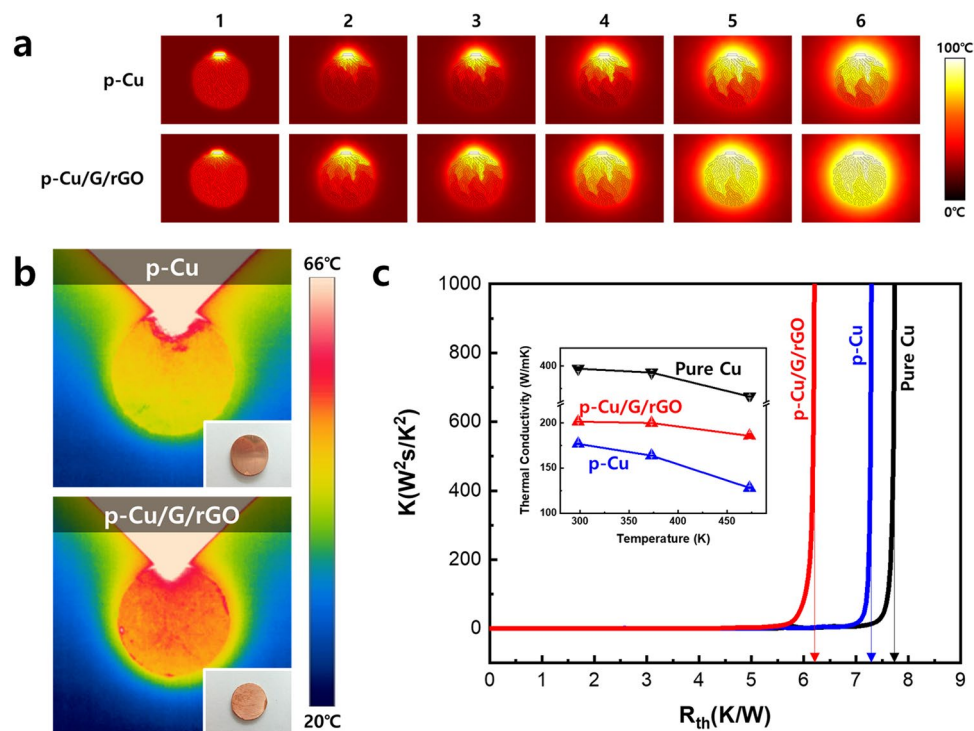 1 2 3 4 5 6
a
p-Cu
100℃
p-Cu/G/rGO
0℃
b
p-Cu
66℃
p-Cu/G/rGO
20℃
c
K(W²s/K²)
1000
800
600
400
200
0
0 1 2 3 4 5 6 7 8 9
R_th(K/W)
p-Cu/G/rGO
p-Cu
Pure Cu
Thermal Conductivity (W/mK)
400
200
150
100
300 350 400 450
Temperature (K)
Pure Cu
p-Cu/G/rGO
p-Cu